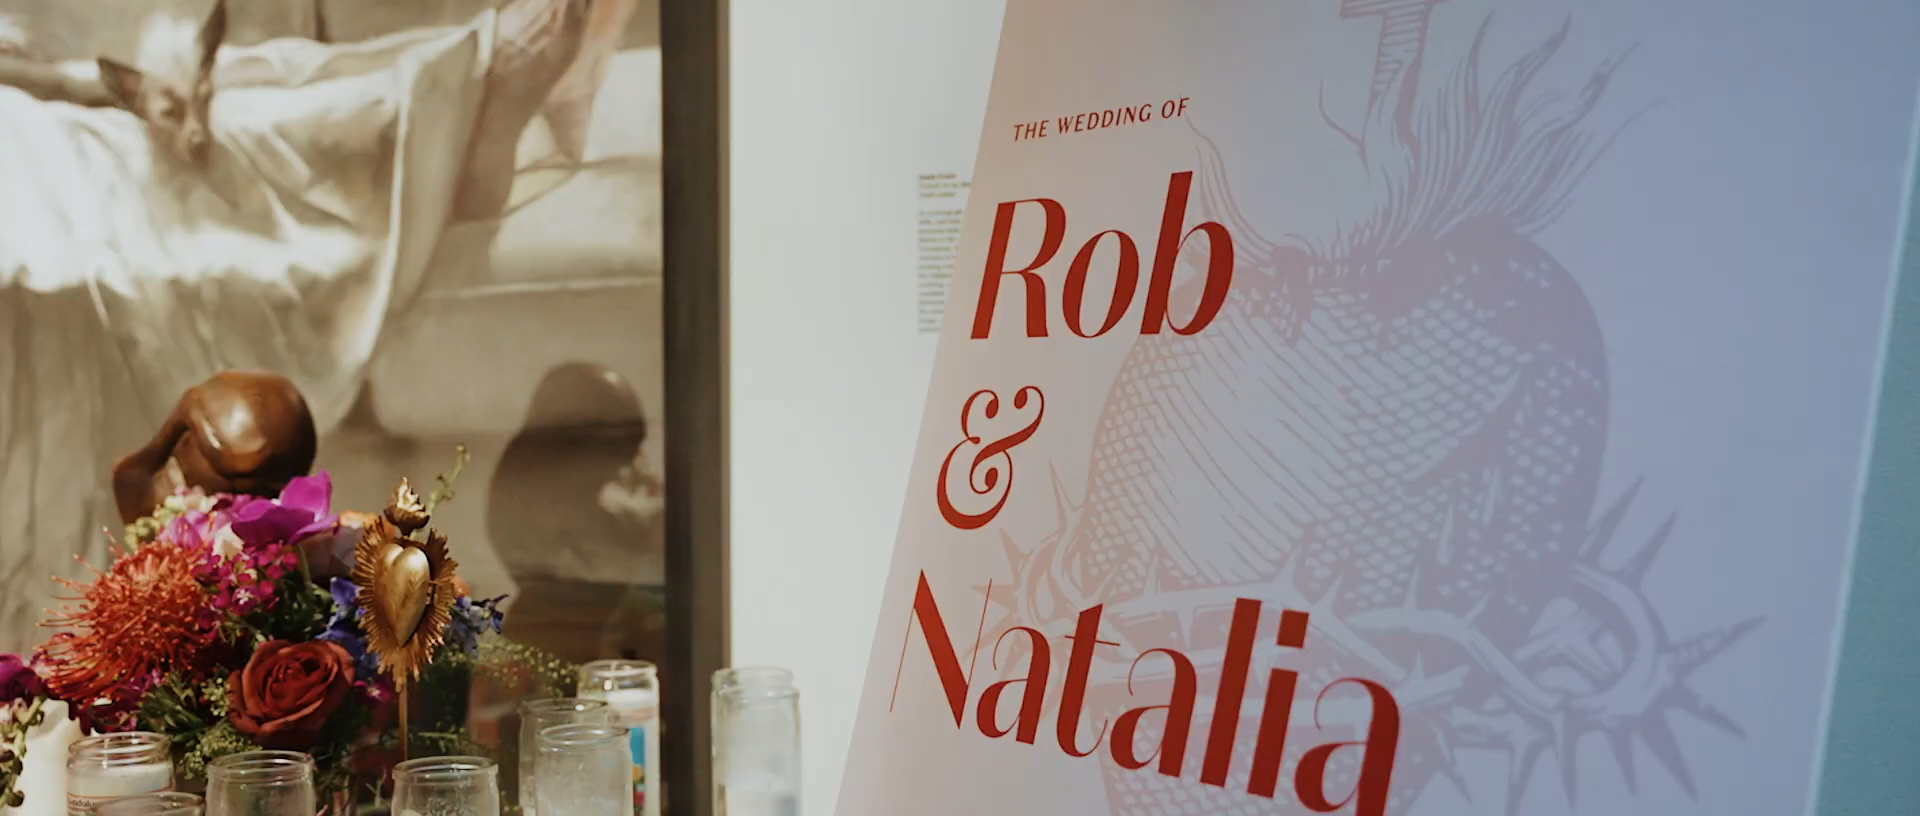 THE WEDDING OF
Rob
&
Natalia